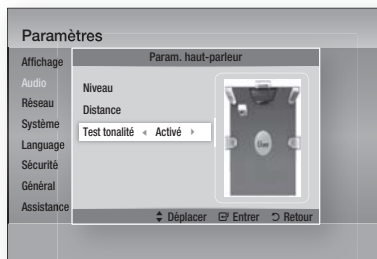 Paramètres
Affichage
Audio
Réseau
Système
Language
Sécurité
Général
Assistance
Param. haut-parleur
Niveau
Distance
Test tonalité ◄ Activé ►
Déplacer Entrer Retour